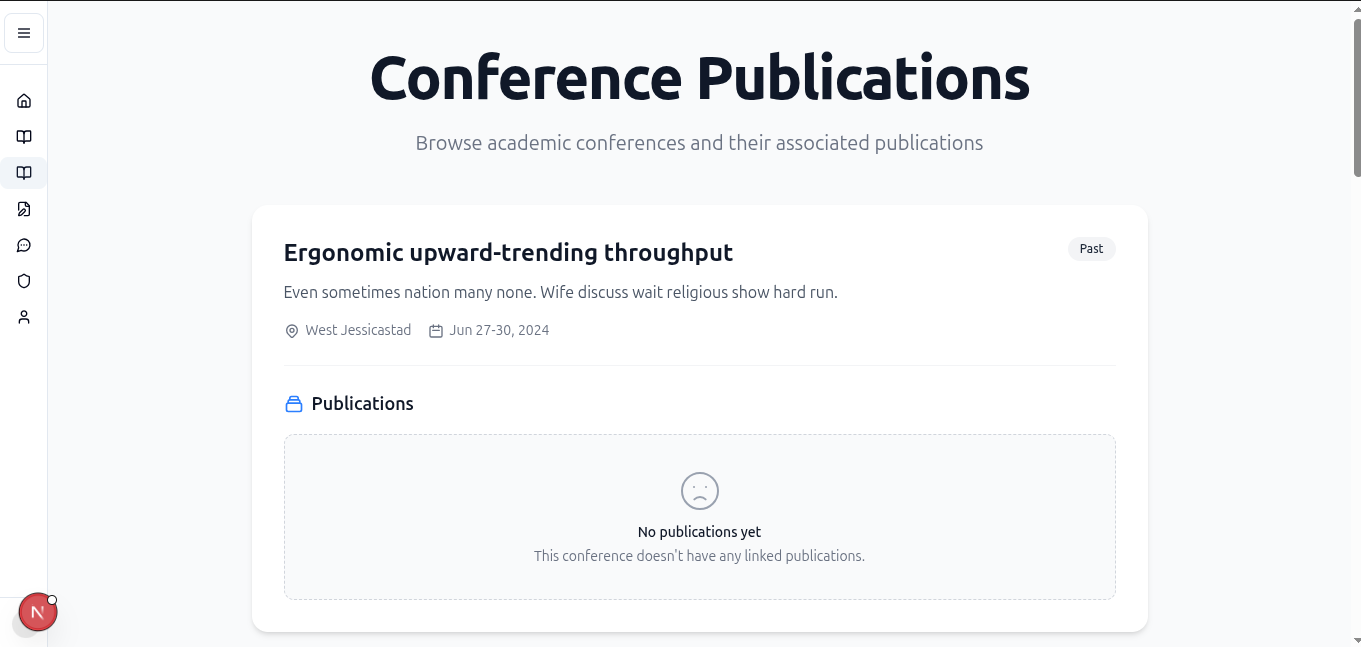 Conference Publications
Browse academic conferences and their associated publications
Ergonomic upward-trending throughput
Past
Even sometimes nation many none. Wife discuss wait religious show hard run.
West Jessicastad
Jun 27-30, 2024
Publications
No publications yet
This conference doesn't have any linked publications.
N